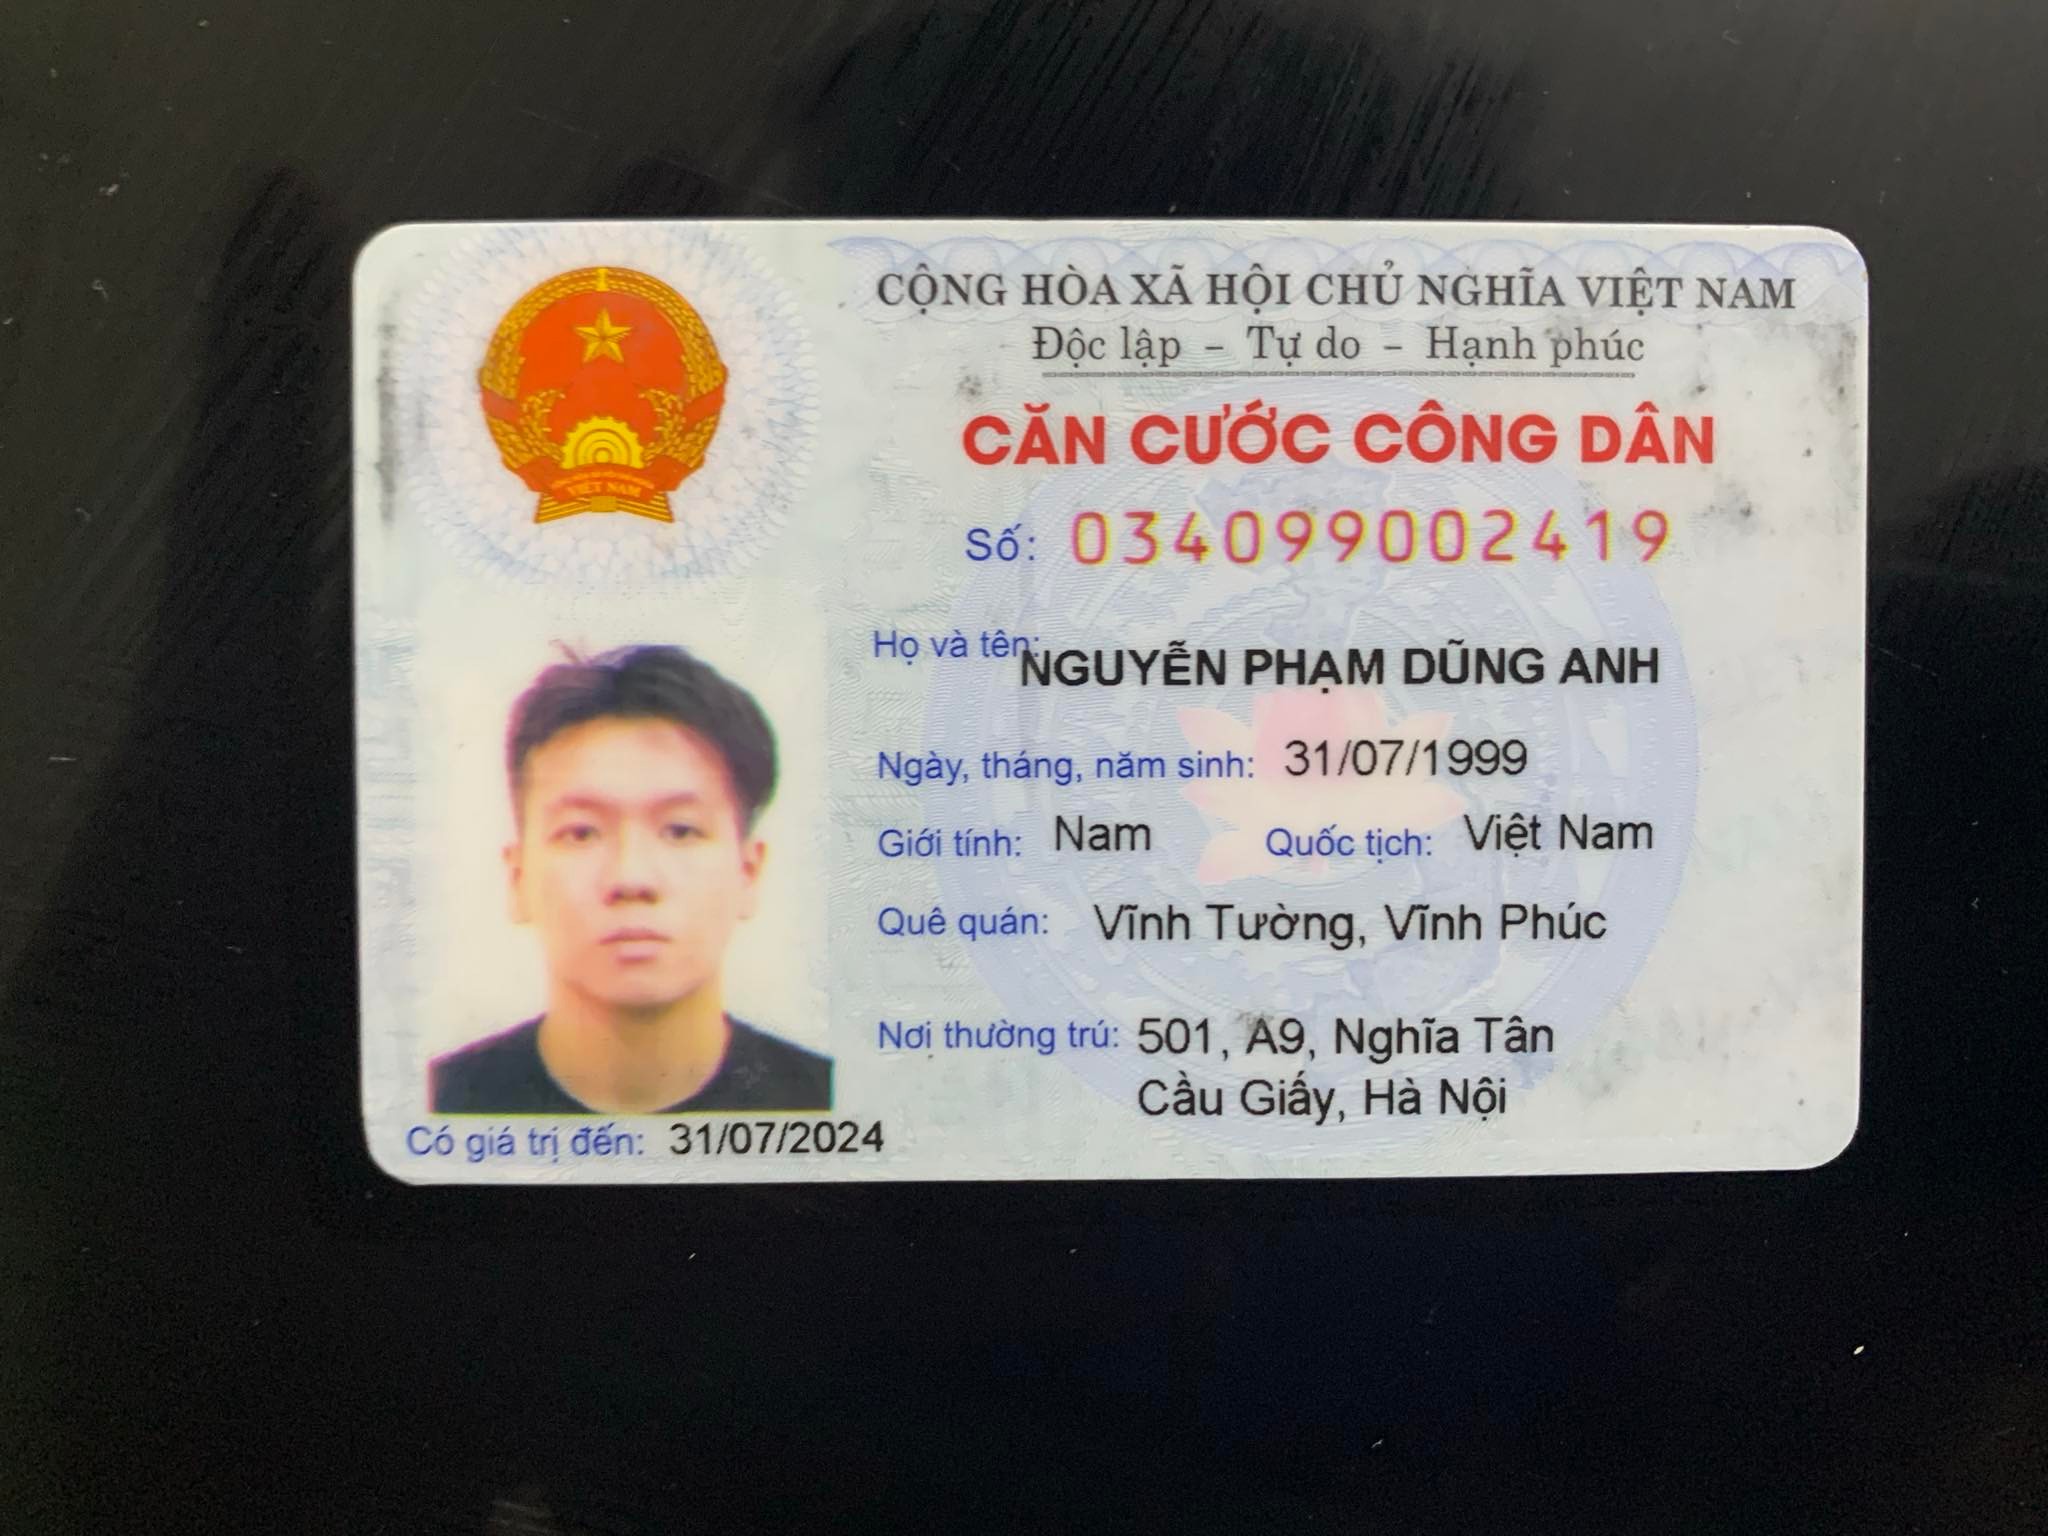 CỘNG HÒA XÃ HỘI CHỦ NGHĨA VIỆT NAM
Độc lập – Tự do – Hạnh phúc
CĂN CƯỚC CÔNG DÂN
Số: 034099002419
Họ và tên: NGUYỄN PHẠM DŨNG ANH
Ngày, tháng, năm sinh: 31/07/1999
Giới tính: Nam Quốc tịch: Việt Nam
Quê quán: Vĩnh Tường, Vĩnh Phúc
Nơi thường trú: 501, A9, Nghĩa Tân
Cầu Giấy, Hà Nội
Có giá trị đến: 31/07/2024
VIỆT NAM